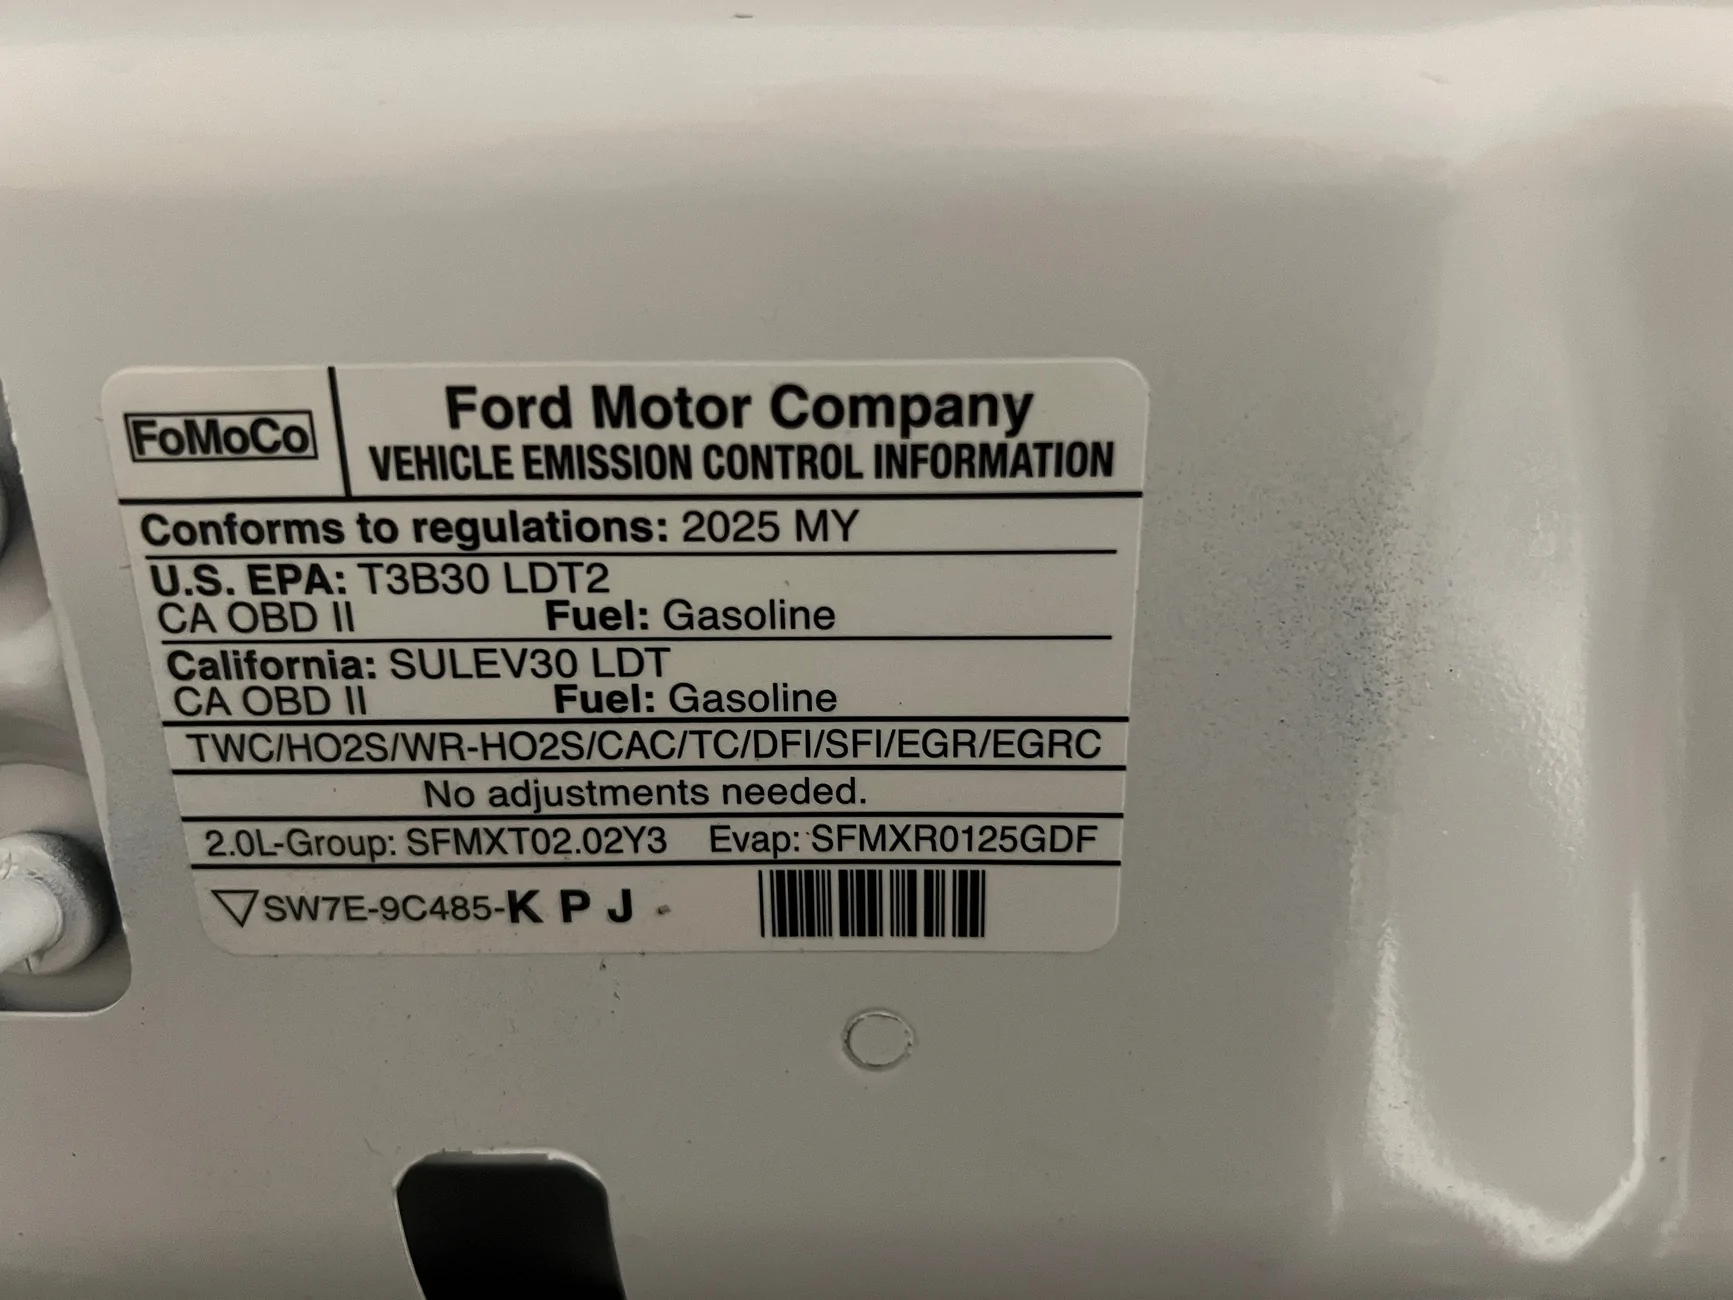 FoMoCo
Ford Motor Company
VEHICLE EMISSION CONTROL INFORMATION
Conforms to regulations: 2025 MY
U.S. EPA: T3B30 LDT2
CA OBD II Fuel: Gasoline
California: SULEV30 LDT
CA OBD II Fuel: Gasoline
TWC/HO2S/WR-HO2S/CAC/TC/DFI/SFI/EGR/EGRC
No adjustments needed.
2.0L-Group: SFMXT02.02Y3 Evap: SFMXR0125GDF
SW7E-9C485-K P J